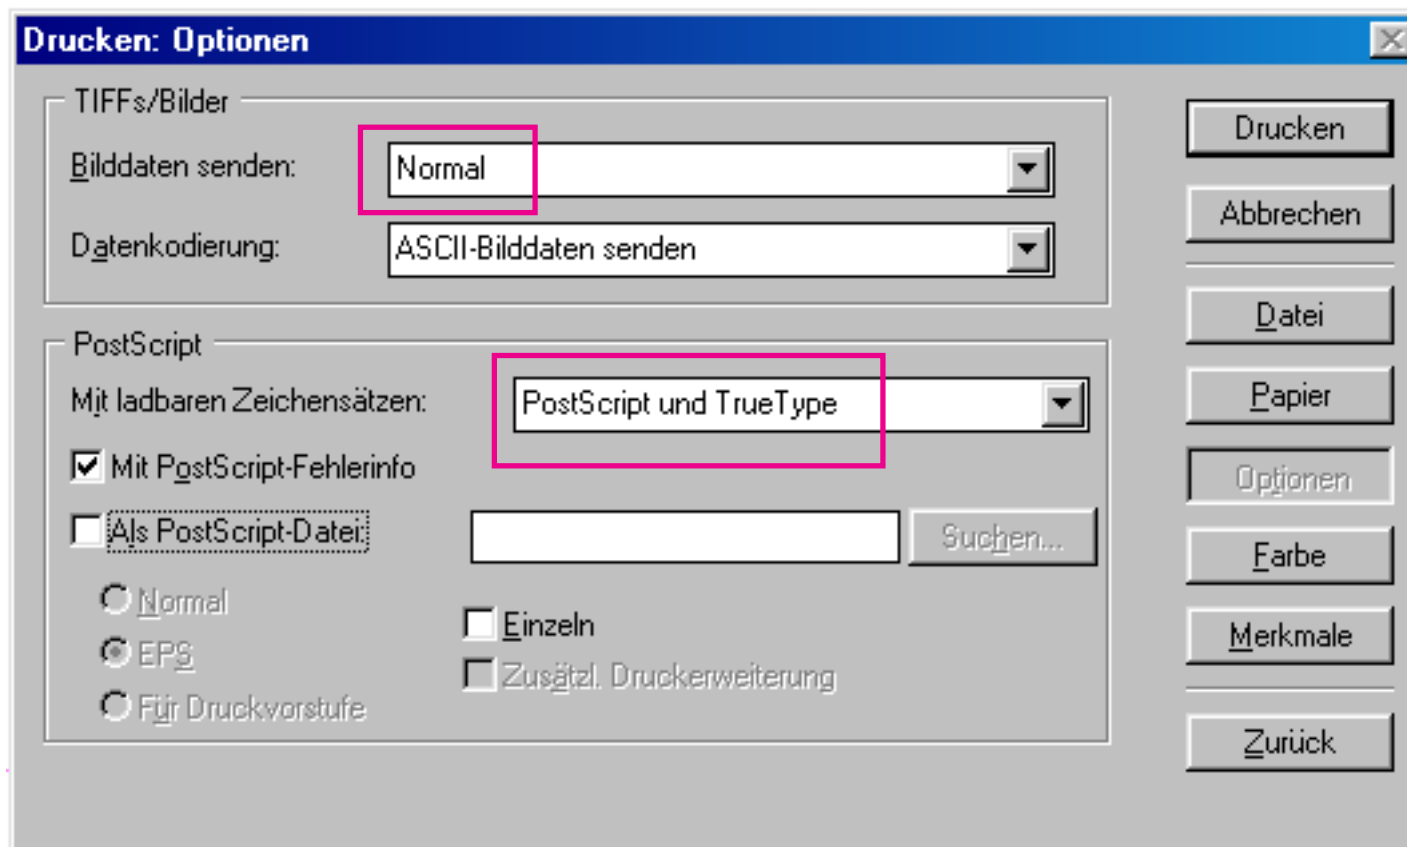 Drucken: Optionen
TIFFs/Bilder
Bilddaten senden: Normal
Datenkodierung: ASCII-Bilddaten senden
PostScript
Mit ladbaren Zeichensätzen: PostScript und TrueType
Mit PostScript-Fehlerinfo
Als PostScript-Datei: Suchen...
Normal
EPS
Für Druckvorstufe
Einzeln
Zusätzl. Druckerweiterung
Drucken
Abbrechen
Datei
Papier
Optionen
Farbe
Merkmale
Zurück